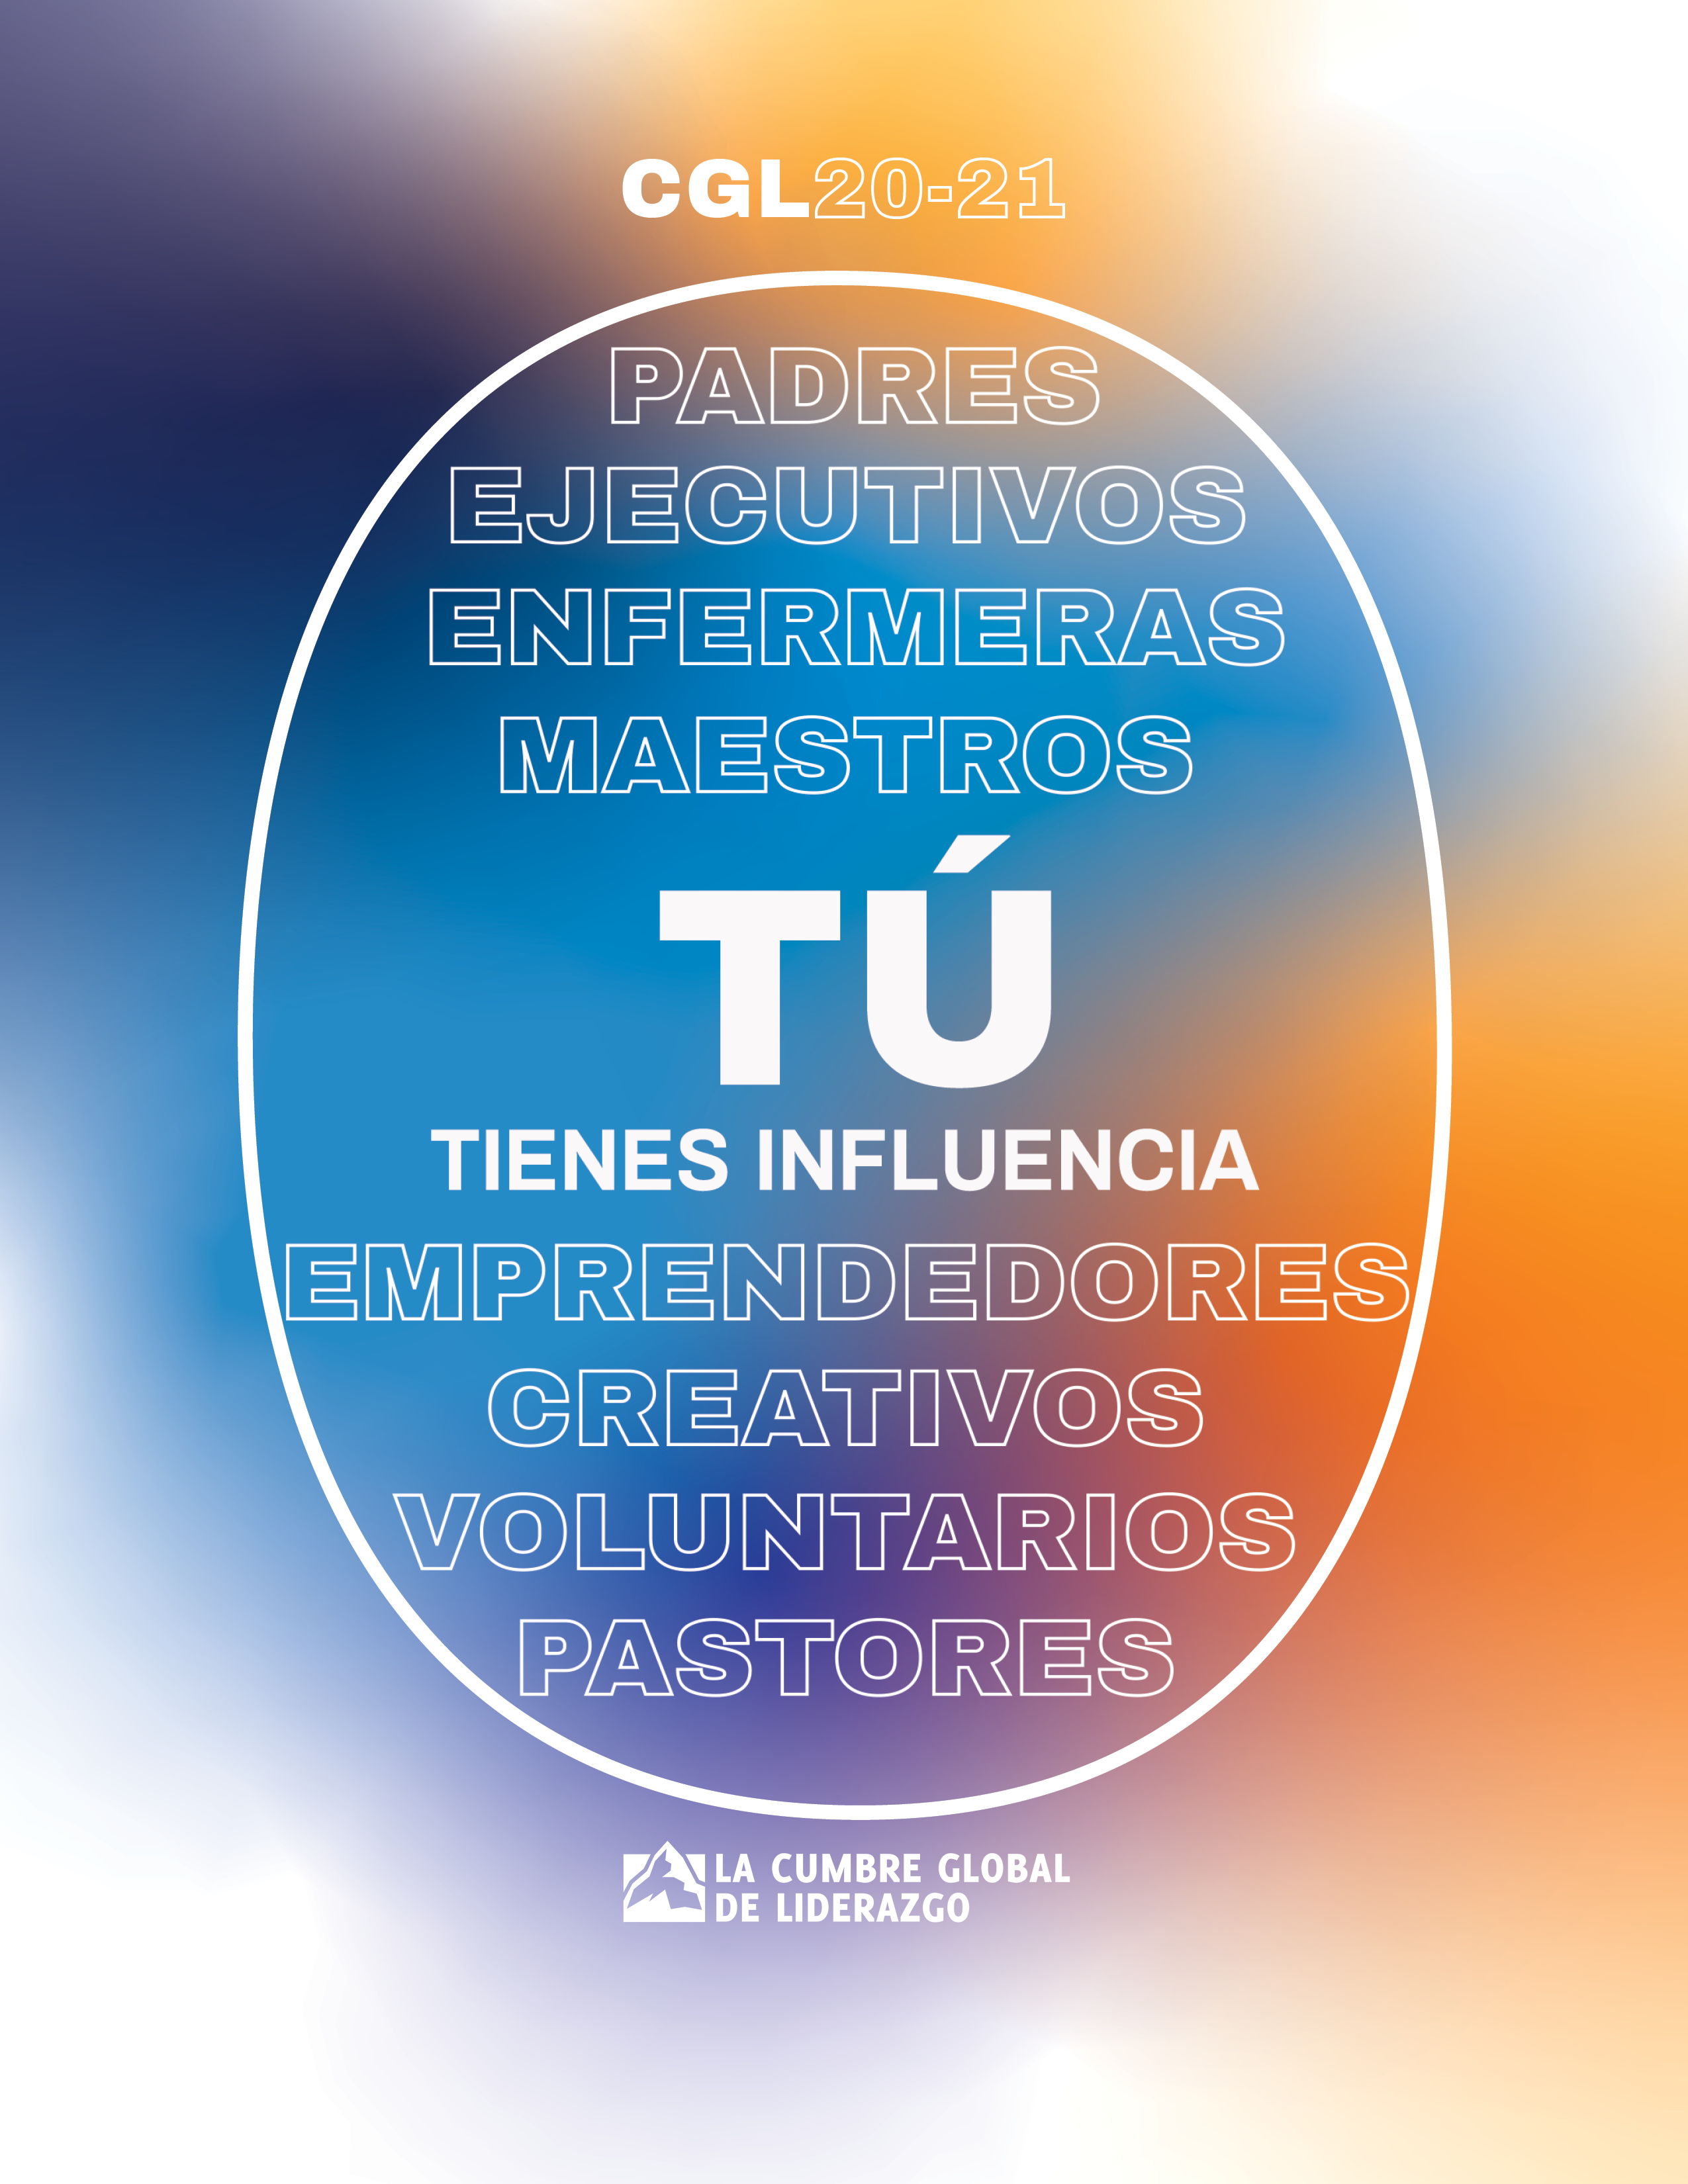 CGL20-21
PADRES
EJECUTIVOS
ENFERMERAS
MAESTROS
TÚ
TIENES INFLUENCIA
EMPRENDEDORES
CREATIVOS
VOLUNTARIOS
PASTORES
LA CUMBRE GLOBAL
DE LIDERAZGO